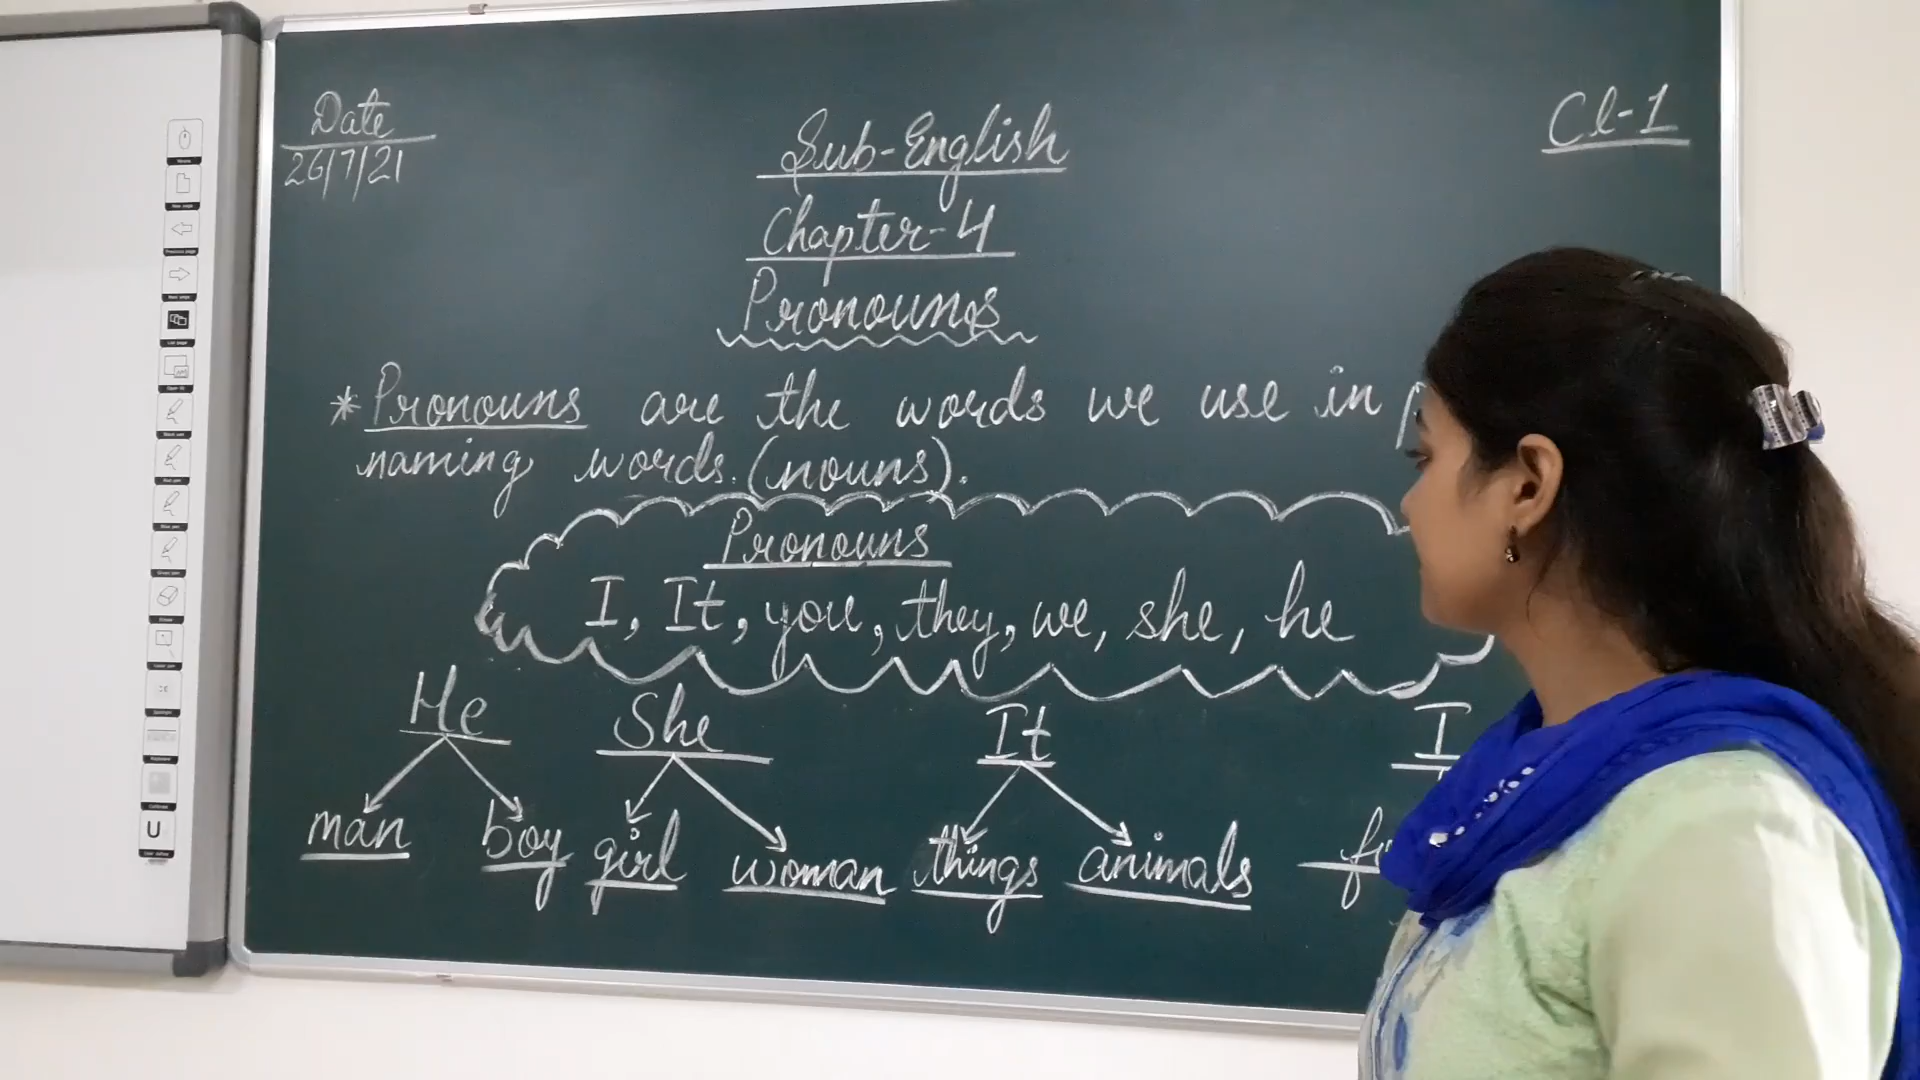 Date
26/7/21
Sub-English
Cl-1
Chapter-4
Pronouns
* Pronouns are the words we use in
naming words. (nouns).
Pronouns
I, It, you, they, we, she, he
He She It I
man boy girl woman things animals
U